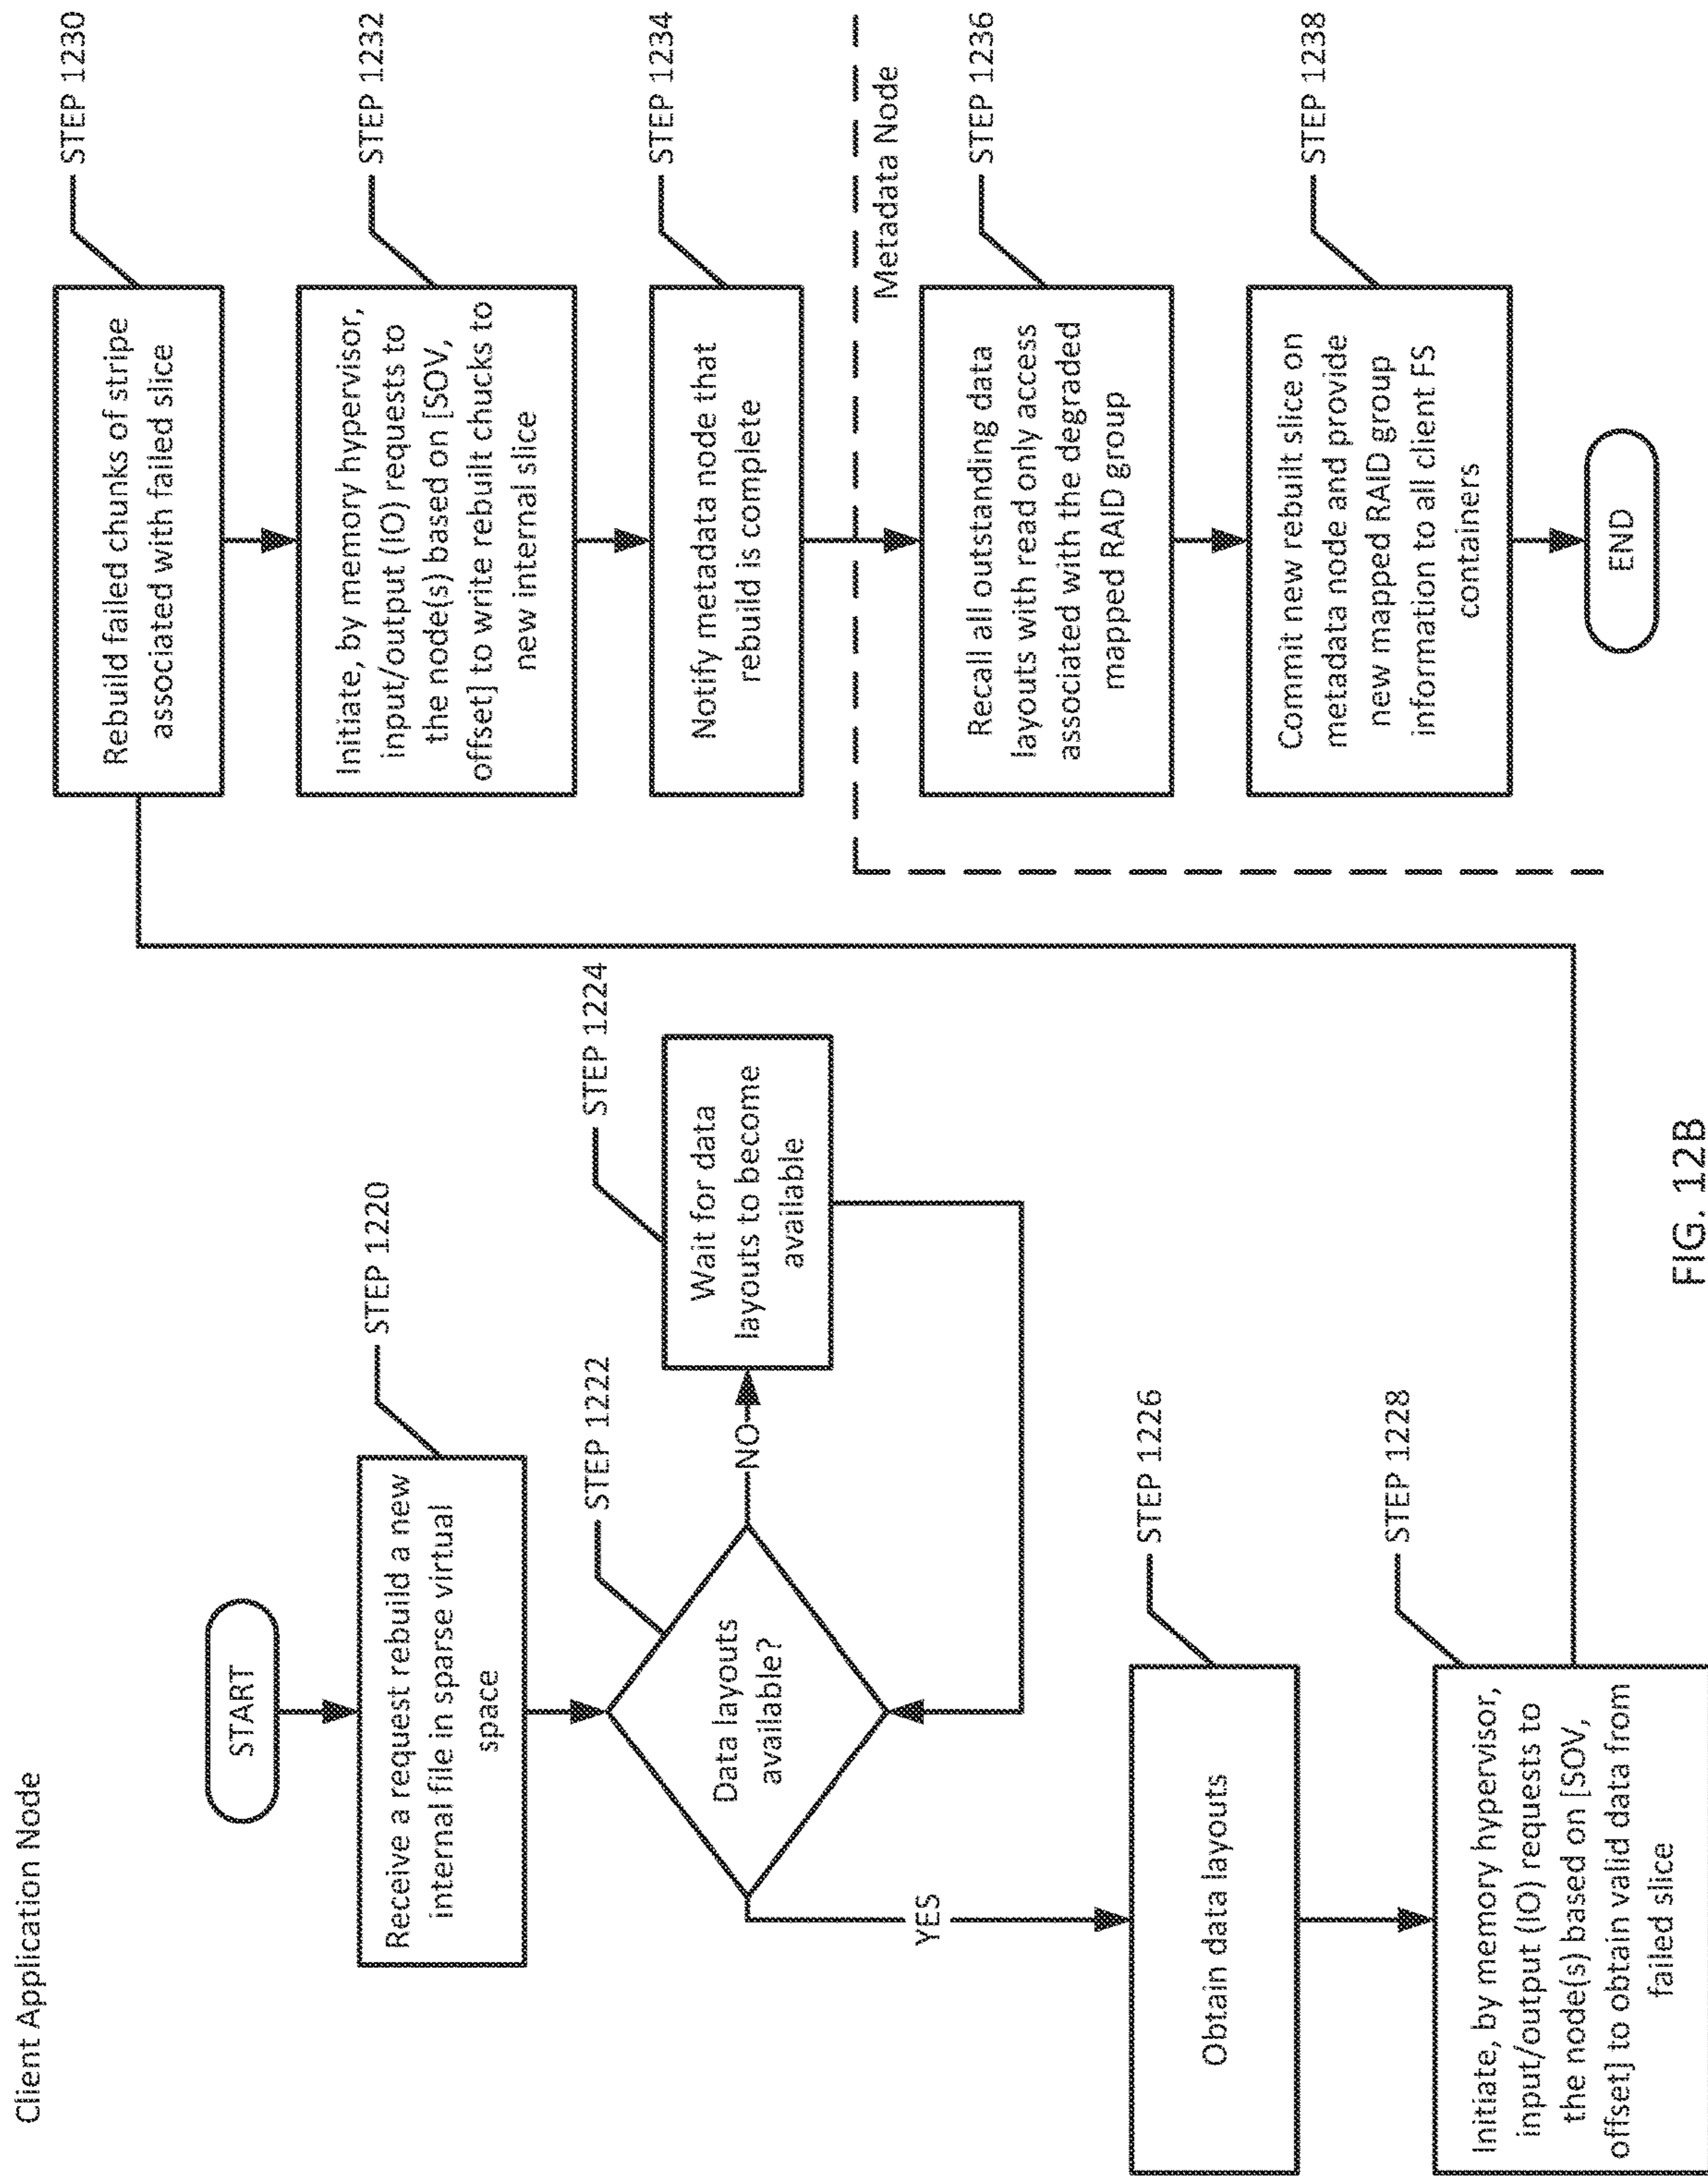 Client Application Node
START
Receive a request rebuild a new
internal file in sparse virtual
space
STEP 1220
Data layouts
available?
STEP 1222
NO
Wait for data
layouts to become
available
STEP 1224
YES
Obtain data layouts
STEP 1226
Initiate, by memory hypervisor,
input/output (IO) requests to
the node(s) based on [SOV,
offset] to obtain valid data from
failed slice
STEP 1228
Rebuild failed chunks of stripe
associated with failed slice
STEP 1230
Initiate, by memory hypervisor,
input/output (IO) requests to
the node(s) based on [SOV,
offset] to write rebuilt chucks to
new internal slice
STEP 1232
Notify metadata node that
rebuild is complete
STEP 1234
Metadata Node
Recall all outstanding data
layouts with read only access
associated with the degraded
mapped RAID group
STEP 1236
Commit new rebuilt slice on
metadata node and provide
new mapped RAID group
information to all client FS
containers
STEP 1238
END
FIG. 12B